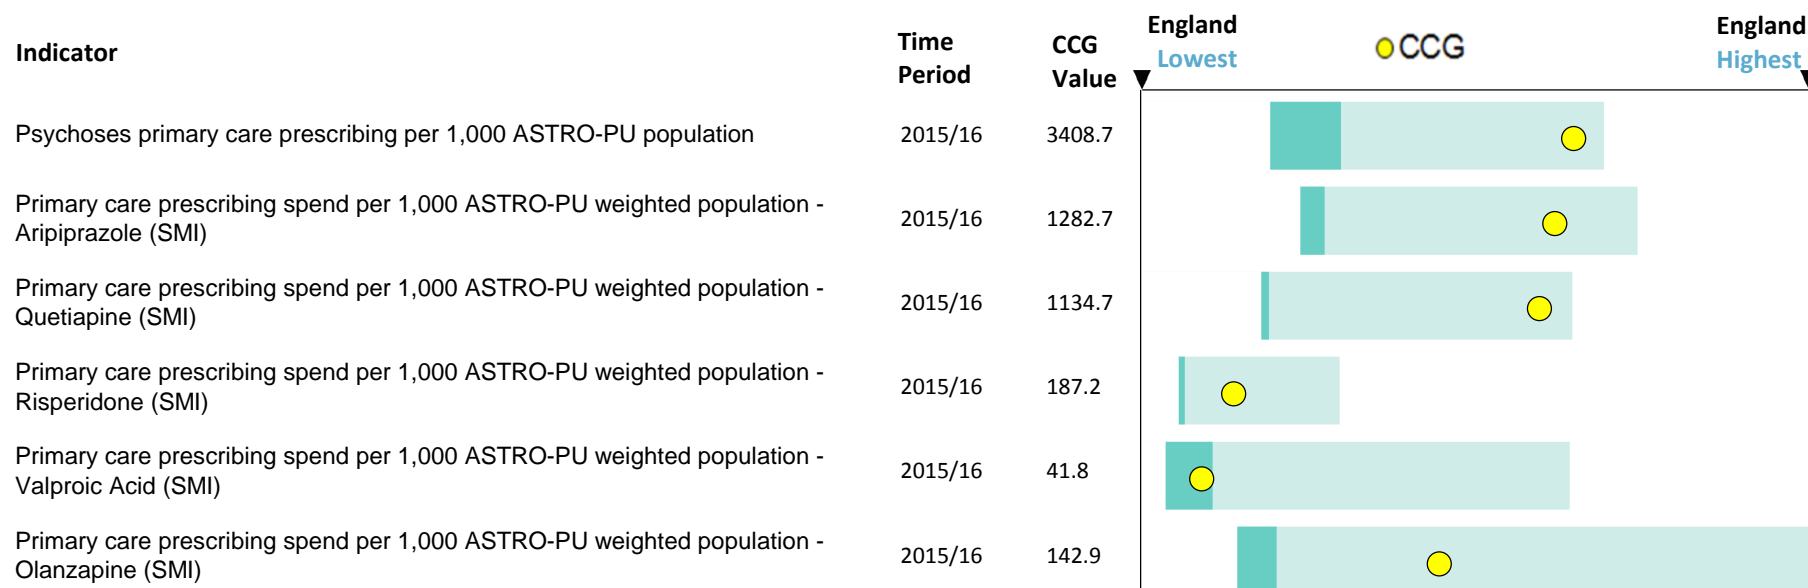 Indicator
Time
Period
CCG
Value
England
Lowest
CCG
England
Highest
Psychoses primary care prescribing per 1,000 ASTRO-PU population
2015/16
3408.7
Primary care prescribing spend per 1,000 ASTRO-PU weighted population -
Aripiprazole (SMI)
2015/16
1282.7
Primary care prescribing spend per 1,000 ASTRO-PU weighted population -
Quetiapine (SMI)
2015/16
1134.7
Primary care prescribing spend per 1,000 ASTRO-PU weighted population -
Risperidone (SMI)
2015/16
187.2
Primary care prescribing spend per 1,000 ASTRO-PU weighted population -
Valproic Acid (SMI)
2015/16
41.8
Primary care prescribing spend per 1,000 ASTRO-PU weighted population -
Olanzapine (SMI)
2015/16
142.9